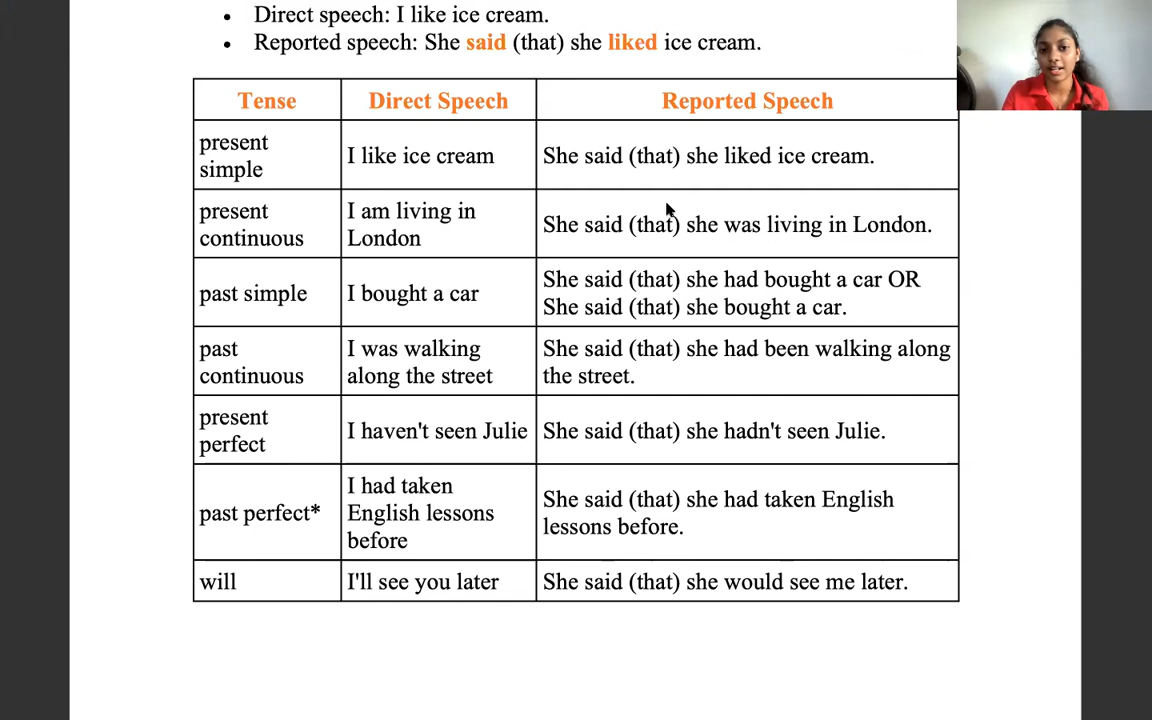 Direct speech: I like ice cream.
Reported speech: She said (that) she liked ice cream.
Tense Direct Speech Reported Speech
present
simple
I like ice cream
She said (that) she liked ice cream.
present
continuous
I am living in
London
She said (that) she was living in London.
past simple
I bought a car
She said (that) she had bought a car OR
She said (that) she bought a car.
past
continuous
I was walking
along the street
She said (that) she had been walking along
the street.
present
perfect
I haven't seen Julie
She said (that) she hadn't seen Julie.
past perfect*
I had taken
English lessons
before
She said (that) she had taken English
lessons before.
will
I'll see you later
She said (that) she would see me later.